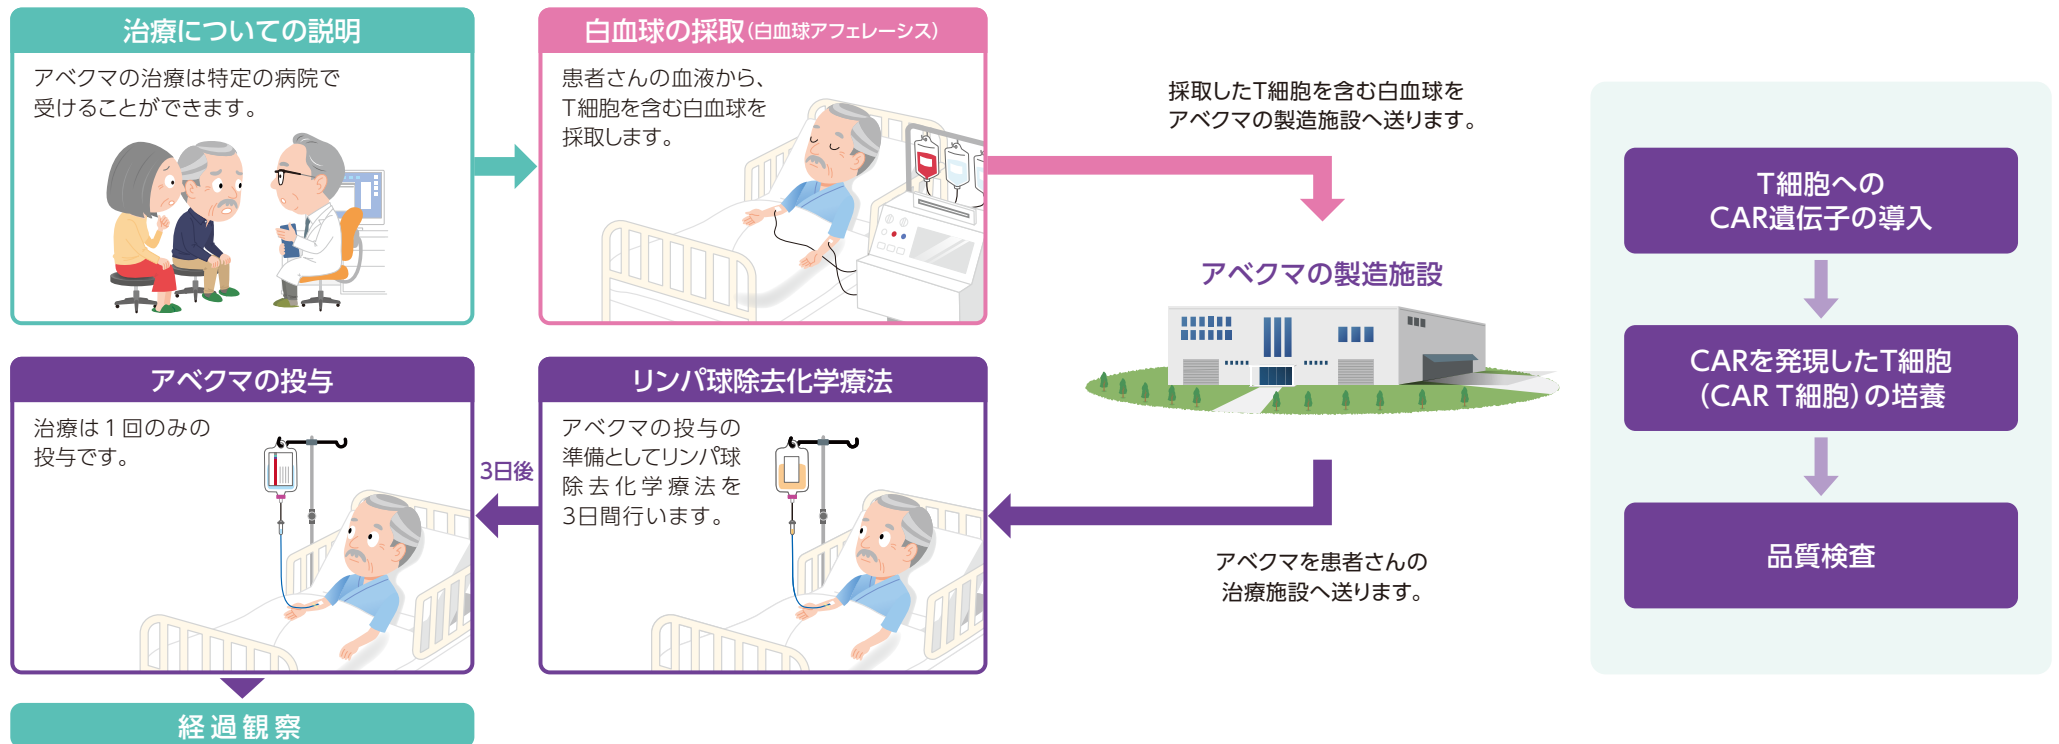 治療についての説明
アベクマの治療は特定の病院で
受けることができます。
白血球の採取(白血球アフェレーシス)
患者さんの血液から、
T細胞を含む白血球を
採取します。
採取したT細胞を含む白血球を
アベクマの製造施設へ送ります。
アベクマの製造施設
T細胞への
CAR遺伝子の導入
CARを発現したT細胞
(CAR T細胞)の培養
品質検査
アベクマを患者さんの
治療施設へ送ります。
リンパ球除去化学療法
アベクマの投与の
準備としてリンパ球
除去化学療法を
3日間行います。
3日後
アベクマの投与
治療は1回のみの
投与です。
経過観察